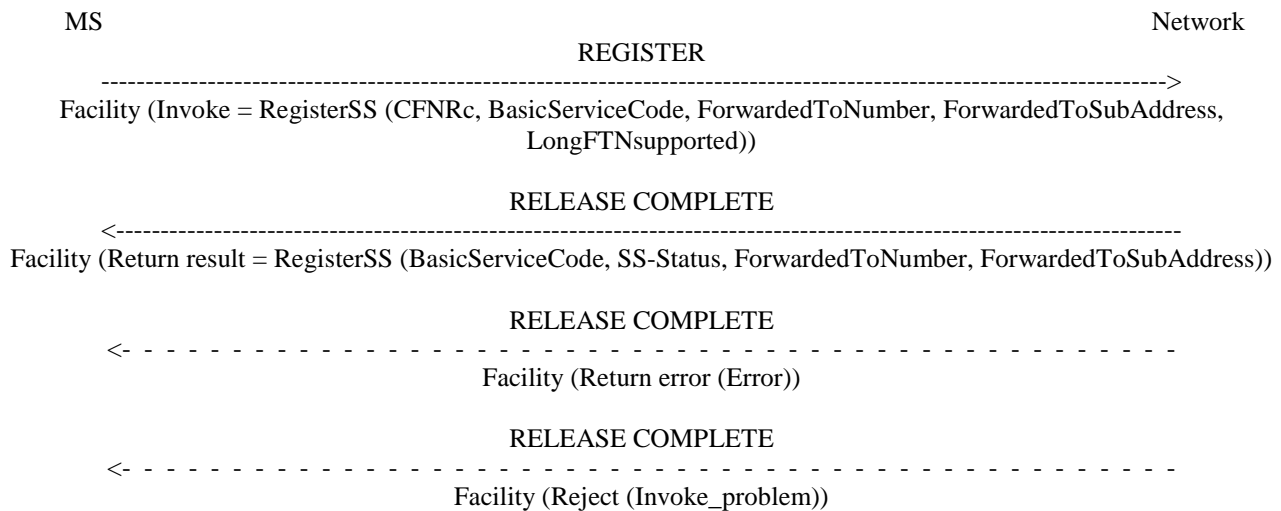 MS Network
REGISTER
------------------------------------------------------------------------------------------------------------------------>
Facility (Invoke = RegisterSS (CFNRc, BasicServiceCode, ForwardedToNumber, ForwardedToSubAddress,
LongFTNsupported))
RELEASE COMPLETE
<------------------------------------------------------------------------------------------------------------------------
Facility (Return result = RegisterSS (BasicServiceCode, SS-Status, ForwardedToNumber, ForwardedToSubAddress))
RELEASE COMPLETE
<- - - - - - - - - - - - - - - - - - - - - - - - - - - - - - - - - - - - - - - - - - - - - - - -
Facility (Return error (Error))
RELEASE COMPLETE
<- - - - - - - - - - - - - - - - - - - - - - - - - - - - - - - - - - - - - - - - - - - - - - - -
Facility (Reject (Invoke_problem))